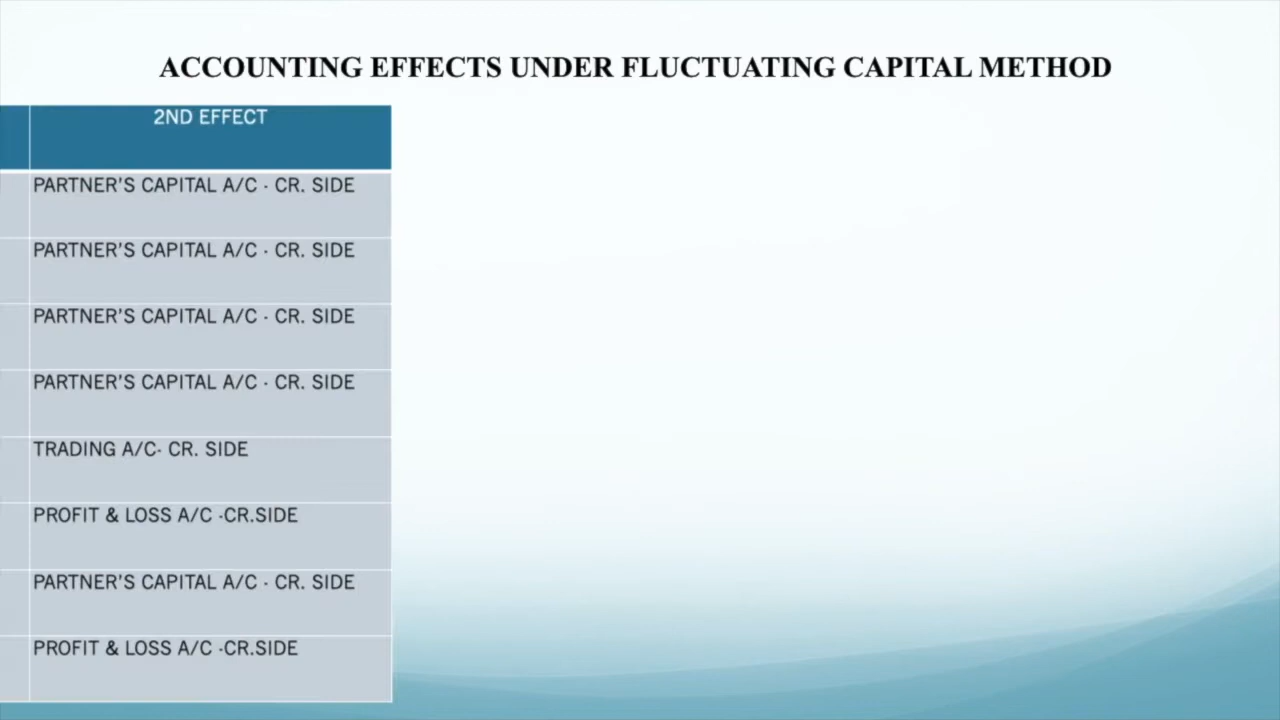 ACCOUNTING EFFECTS UNDER FLUCTUATING CAPITAL METHOD
2ND EFFECT
PARTNER'S CAPITAL A/C - CR. SIDE
PARTNER'S CAPITAL A/C - CR. SIDE
PARTNER'S CAPITAL A/C - CR. SIDE
PARTNER'S CAPITAL A/C - CR. SIDE
TRADING A/C- CR. SIDE
PROFIT & LOSS A/C -CR.SIDE
PARTNER'S CAPITAL A/C - CR. SIDE
PROFIT & LOSS A/C -CR.SIDE